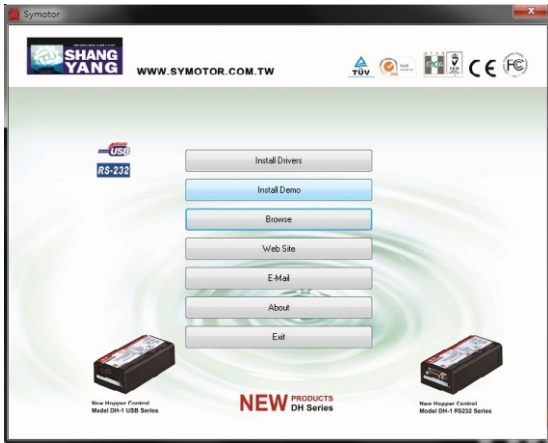 Symotor
SHANG
YANG
WWW.SYMOTOR.COM.TW
TÜV
CE
FC
USB
RS-232
Install Drivers
Install Demo
Browse
Web Site
E-Mail
About
Exit
New Hopper Control
Model DH-1 USB Series
NEW PRODUCTS
DH Series
New Hopper Control
Model DH-1 RS232 Series